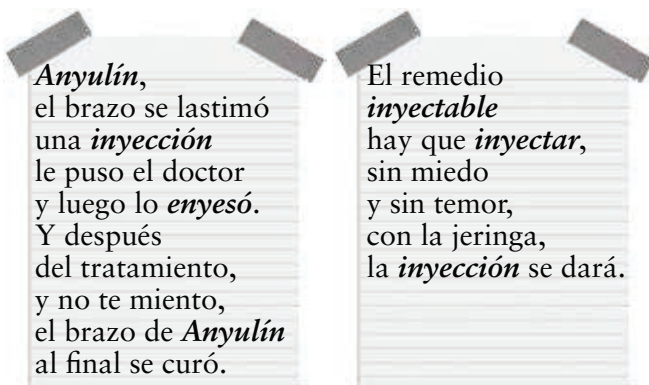 Anyulín,
el brazo se lastimó
una inyección
le puso el doctor
y luego lo enyesó.
Y después
del tratamiento,
y no te miento,
el brazo de Anyulín
al final se curó.
El remedio
inyectable
hay que inyectar,
sin miedo
y sin temor,
con la jeringa,
la inyección se dará.